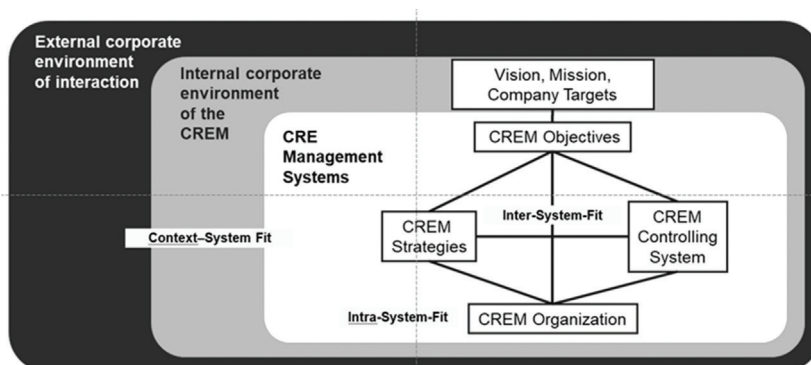 External corporate
environment
of interaction
Internal corporate
environment
of the
CREM
Vision, Mission,
Company Targets
CRE
Management
Systems
CREM Objectives
Context–System Fit
CREM
Strategies
Inter-System-Fit
CREM
Controlling
System
Intra-System-Fit
CREM Organization